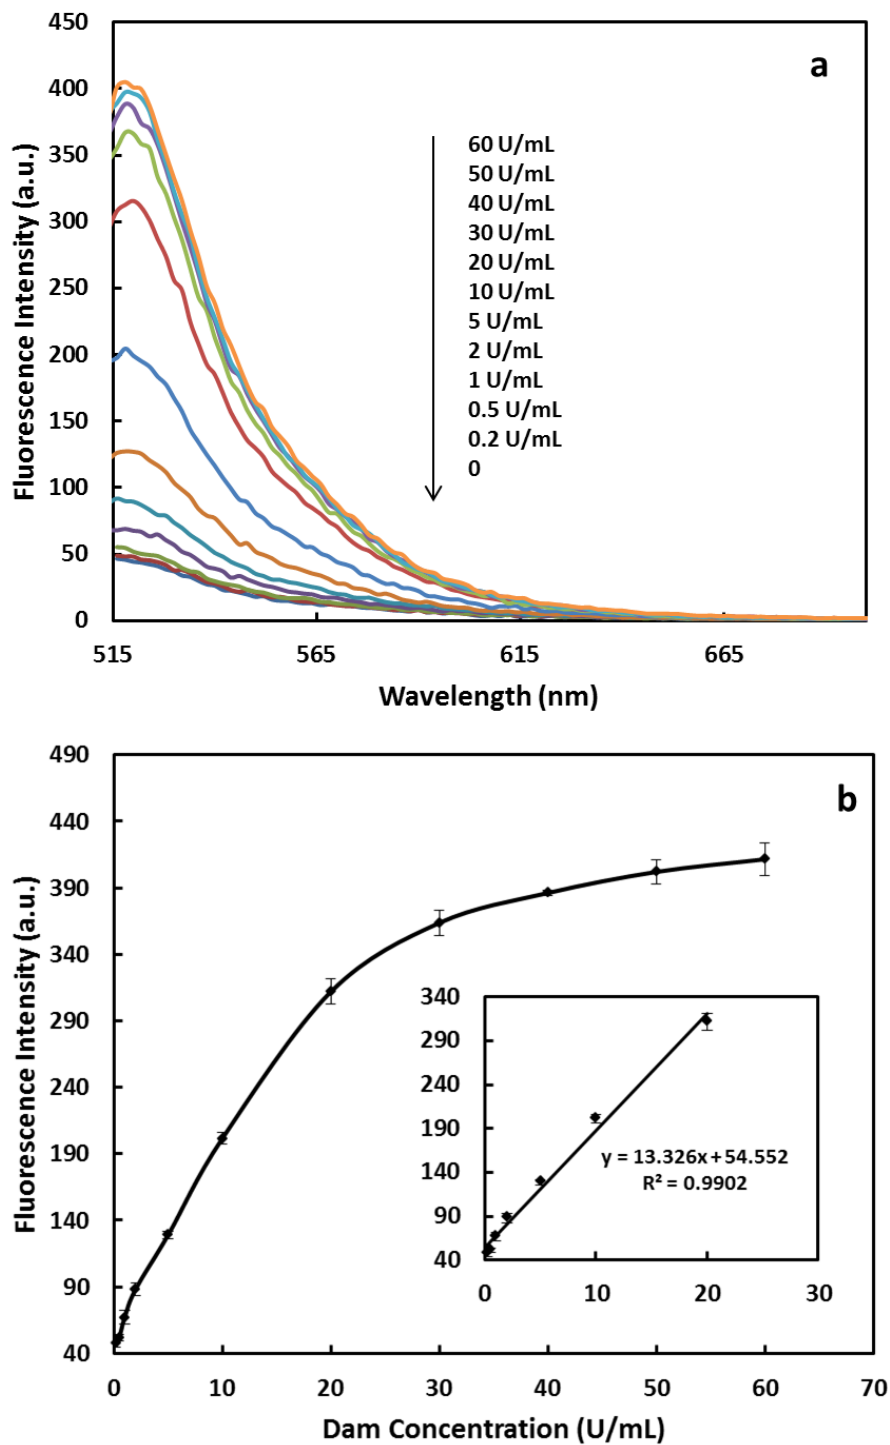 a
450
400
350
300
250
200
150
100
50
0
Fluorescence Intensity (a.u.)
60 U/mL
50 U/mL
40 U/mL
30 U/mL
20 U/mL
10 U/mL
5 U/mL
2 U/mL
1 U/mL
0.5 U/mL
0.2 U/mL
0
515
565
615
665
Wavelength (nm)
b
490
440
390
340
290
240
190
140
90
40
Fluorescence Intensity (a.u.)
340
290
240
190
140
90
40
y = 13.326x + 54.552
R² = 0.9902
0
10
20
30
0
10
20
30
40
50
60
70
Dam Concentration (U/mL)